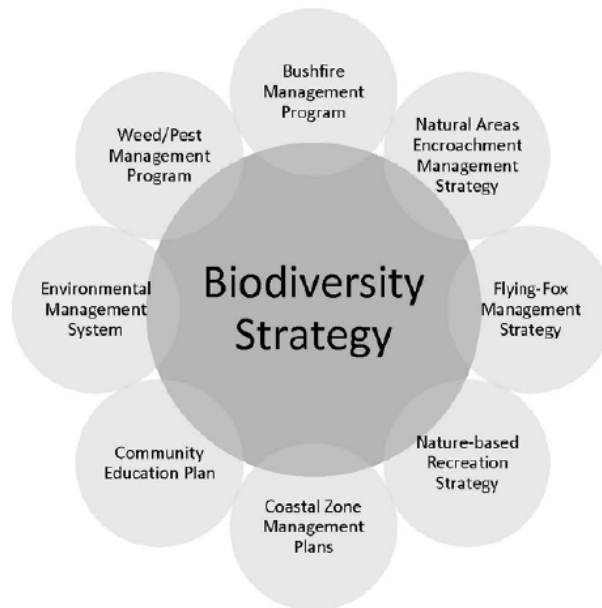 Bushfire
Management
Program
Natural Areas
Encroachment
Management
Strategy
Flying-Fox
Management
Strategy
Nature-based
Recreation
Strategy
Coastal Zone
Management
Plans
Community
Education Plan
Environmental
Management
System
Weed/Pest
Management
Program
Biodiversity
Strategy